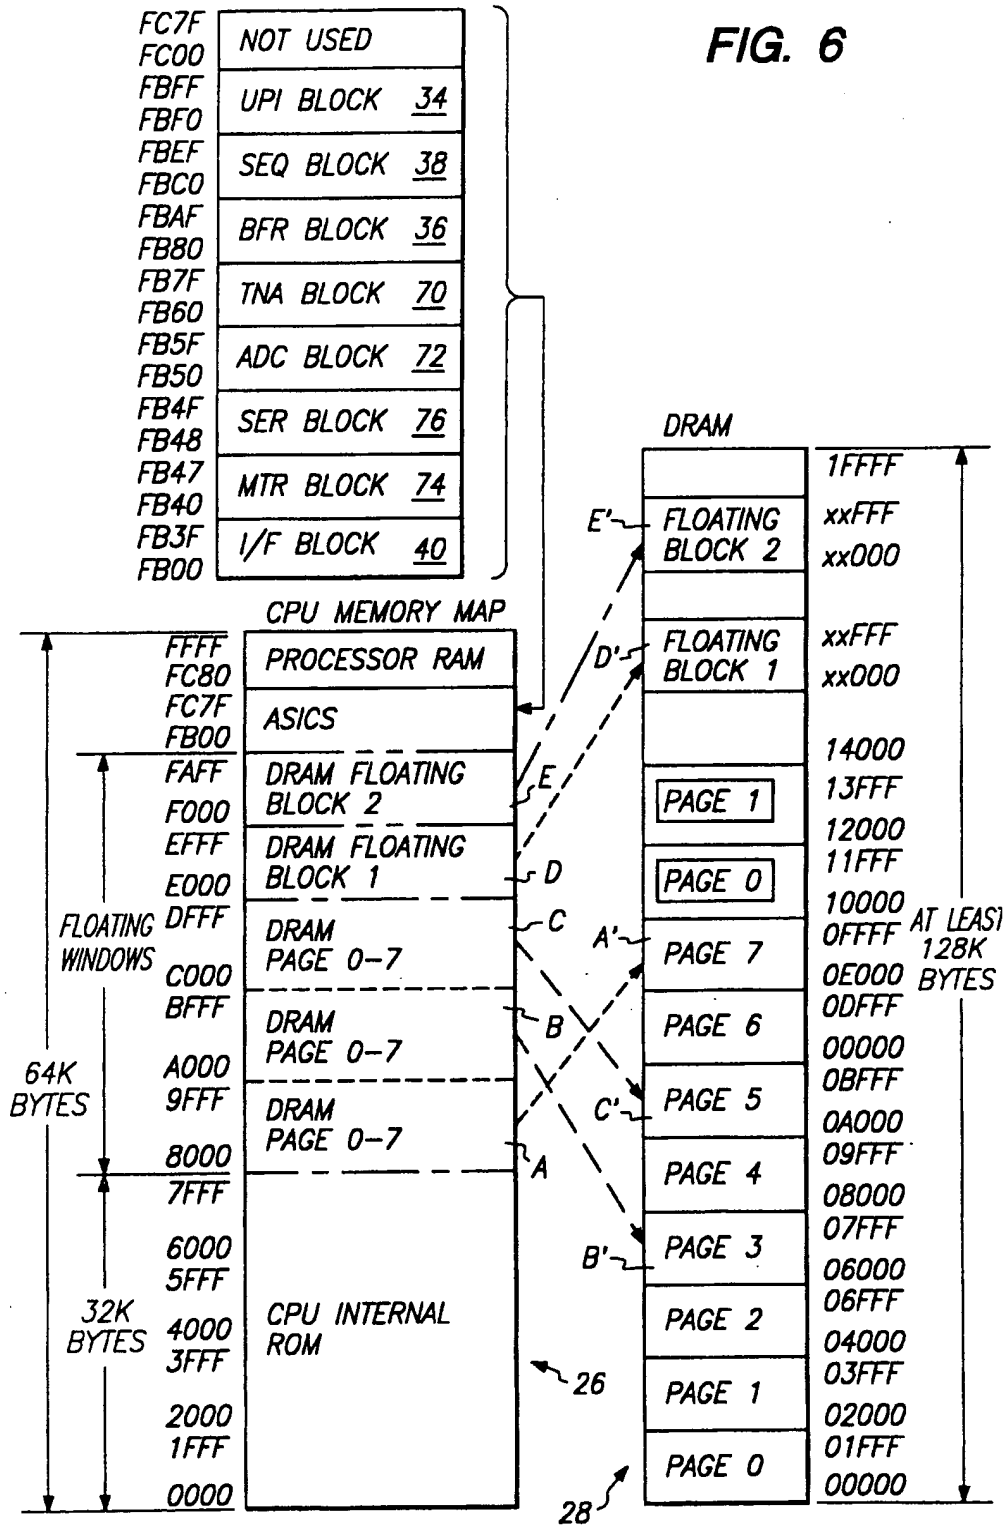 FIG. 6
FC7F
FC00
NOT USED
FBFF
FBF0
UPI BLOCK 34
FBEF
FBC0
SEQ BLOCK 38
FBAF
FB80
BFR BLOCK 36
FB7F
FB60
TNA BLOCK 70
FB5F
FB50
ADC BLOCK 72
FB4F
FB48
SER BLOCK 76
FB47
FB40
MTR BLOCK 74
FB3F
FB00
I/F BLOCK 40
CPU MEMORY MAP
FFFF
FC80
PROCESSOR RAM
FC7F
FB00
ASICS
FAFF
F000
DRAM FLOATING
BLOCK 2
E
EFFF
E000
DRAM FLOATING
BLOCK 1
D
DFFF
C000
DRAM
PAGE 0-7
C
BFFF
A000
DRAM
PAGE 0-7
B
9FFF
8000
DRAM
PAGE 0-7
A
7FFF
6000
5FFF
4000
3FFF
2000
1FFF
0000
CPU INTERNAL
ROM
FLOATING
WINDOWS
64K
BYTES
32K
BYTES
26
DRAM
1FFFF
E'
FLOATING
BLOCK 2
xxFFF
xx000
D'
FLOATING
BLOCK 1
xxFFF
xx000
14000
PAGE 1
13FFF
12000
PAGE 0
11FFF
10000
A'
PAGE 7
0FFFF
0E000
PAGE 6
0DFFF
00000
C'
PAGE 5
0BFFF
0A000
PAGE 4
09FFF
08000
B'
PAGE 3
07FFF
06000
PAGE 2
06FFF
04000
PAGE 1
03FFF
02000
PAGE 0
01FFF
00000
AT LEAST
128K
BYTES
28